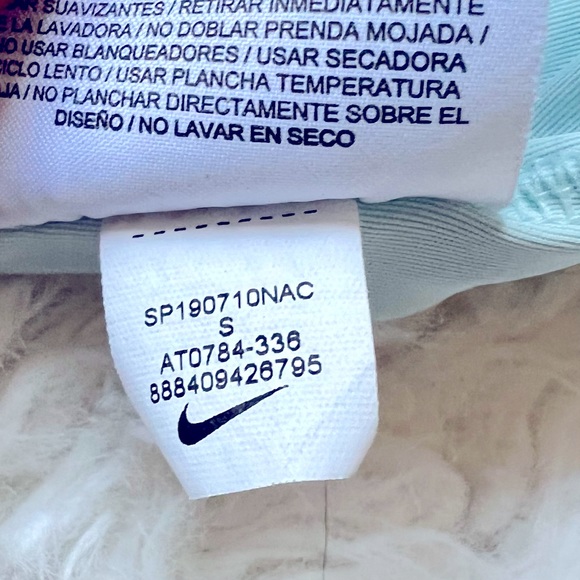 SUAVIZANTES / RETIRAR INMEDIATAMENTE
LA LAVADORA / NO DOBLAR PRENDA MOJADA /
USAR BLANQUEADORES / USAR SECADORA
CICLO LENTO / USAR PLANCHA TEMPERATURA
/ NO PLANCHAR DIRECTAMENTE SOBRE EL
DISEÑO / NO LAVAR EN SECO
SP190710NAC
S
AT0784-336
888409426795